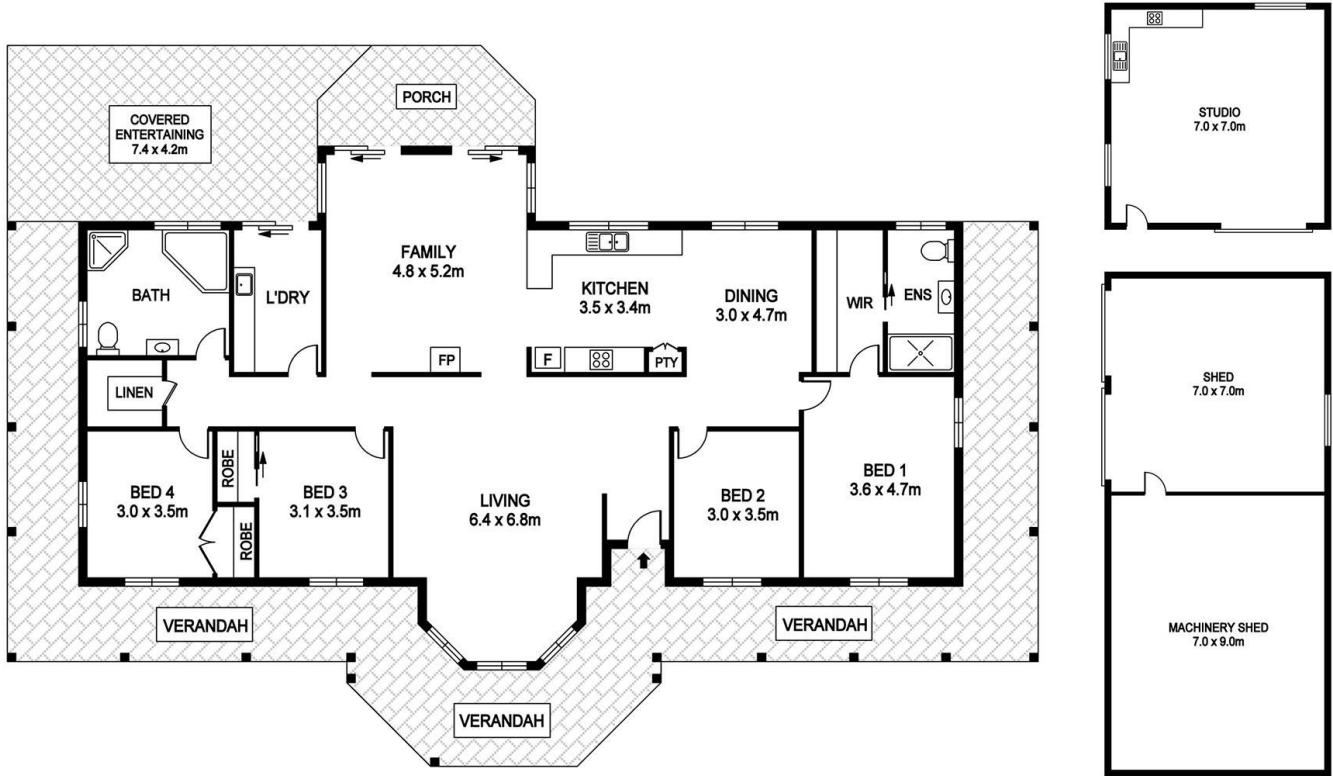 COVERED
ENTERTAINING
7.4 x 4.2m
PORCH
BATH
L'DRY
FAMILY
4.8 x 5.2m
KITCHEN
3.5 x 3.4m
DINING
3.0 x 4.7m
WIR
ENS
LINEN
FP
F
PTY
BED 4
3.0 x 3.5m
ROBE
ROBE
BED 3
3.1 x 3.5m
LIVING
6.4 x 6.8m
BED 2
3.0 x 3.5m
BED 1
3.6 x 4.7m
VERANDAH
VERANDAH
VERANDAH
STUDIO
7.0 x 7.0m
SHED
7.0 x 7.0m
MACHINERY SHED
7.0 x 9.0m